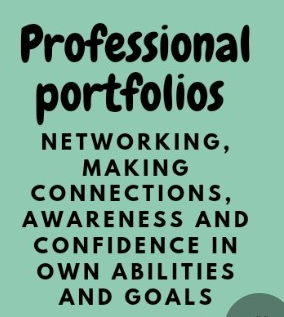 Professional
portfolios
NETWORKING,
MAKING
CONNECTIONS,
AWARENESS AND
CONFIDENCE IN
OWN ABILITIES
AND GOALS